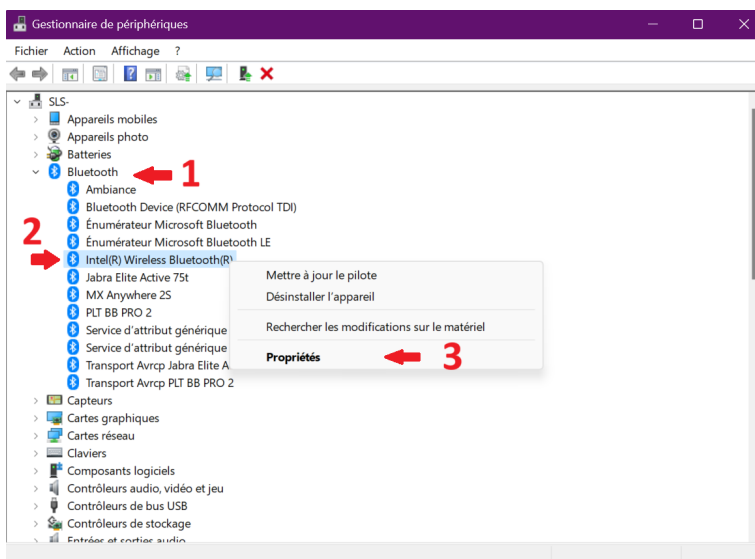 Gestionnaire de périphériques
Fichier Action Affichage ?
SLS-
Appareils mobiles
Appareils photo
Batteries
Bluetooth 1
Ambiance
Bluetooth Device (RFCOMM Protocol TDI)
Énumérateur Microsoft Bluetooth
2
Énumérateur Microsoft Bluetooth LE
Intel(R) Wireless Bluetooth(R)
Jabra Elite Active 75t
MX Anywhere 2S
PLT BB PRO 2
Service d'attribut générique
Service d'attribut générique
Transport Avrcp Jabra Elite A
Transport Avrcp PLT BB PRO 2
Mettre à jour le pilote
Désinstaller l'appareil
Rechercher les modifications sur le matériel
Propriétés 3
Capteurs
Cartes graphiques
Cartes réseau
Claviers
Composants logiciels
Contrôleurs audio, vidéo et jeu
Contrôleurs de bus USB
Contrôleurs de stockage
Entrées et sorties audio